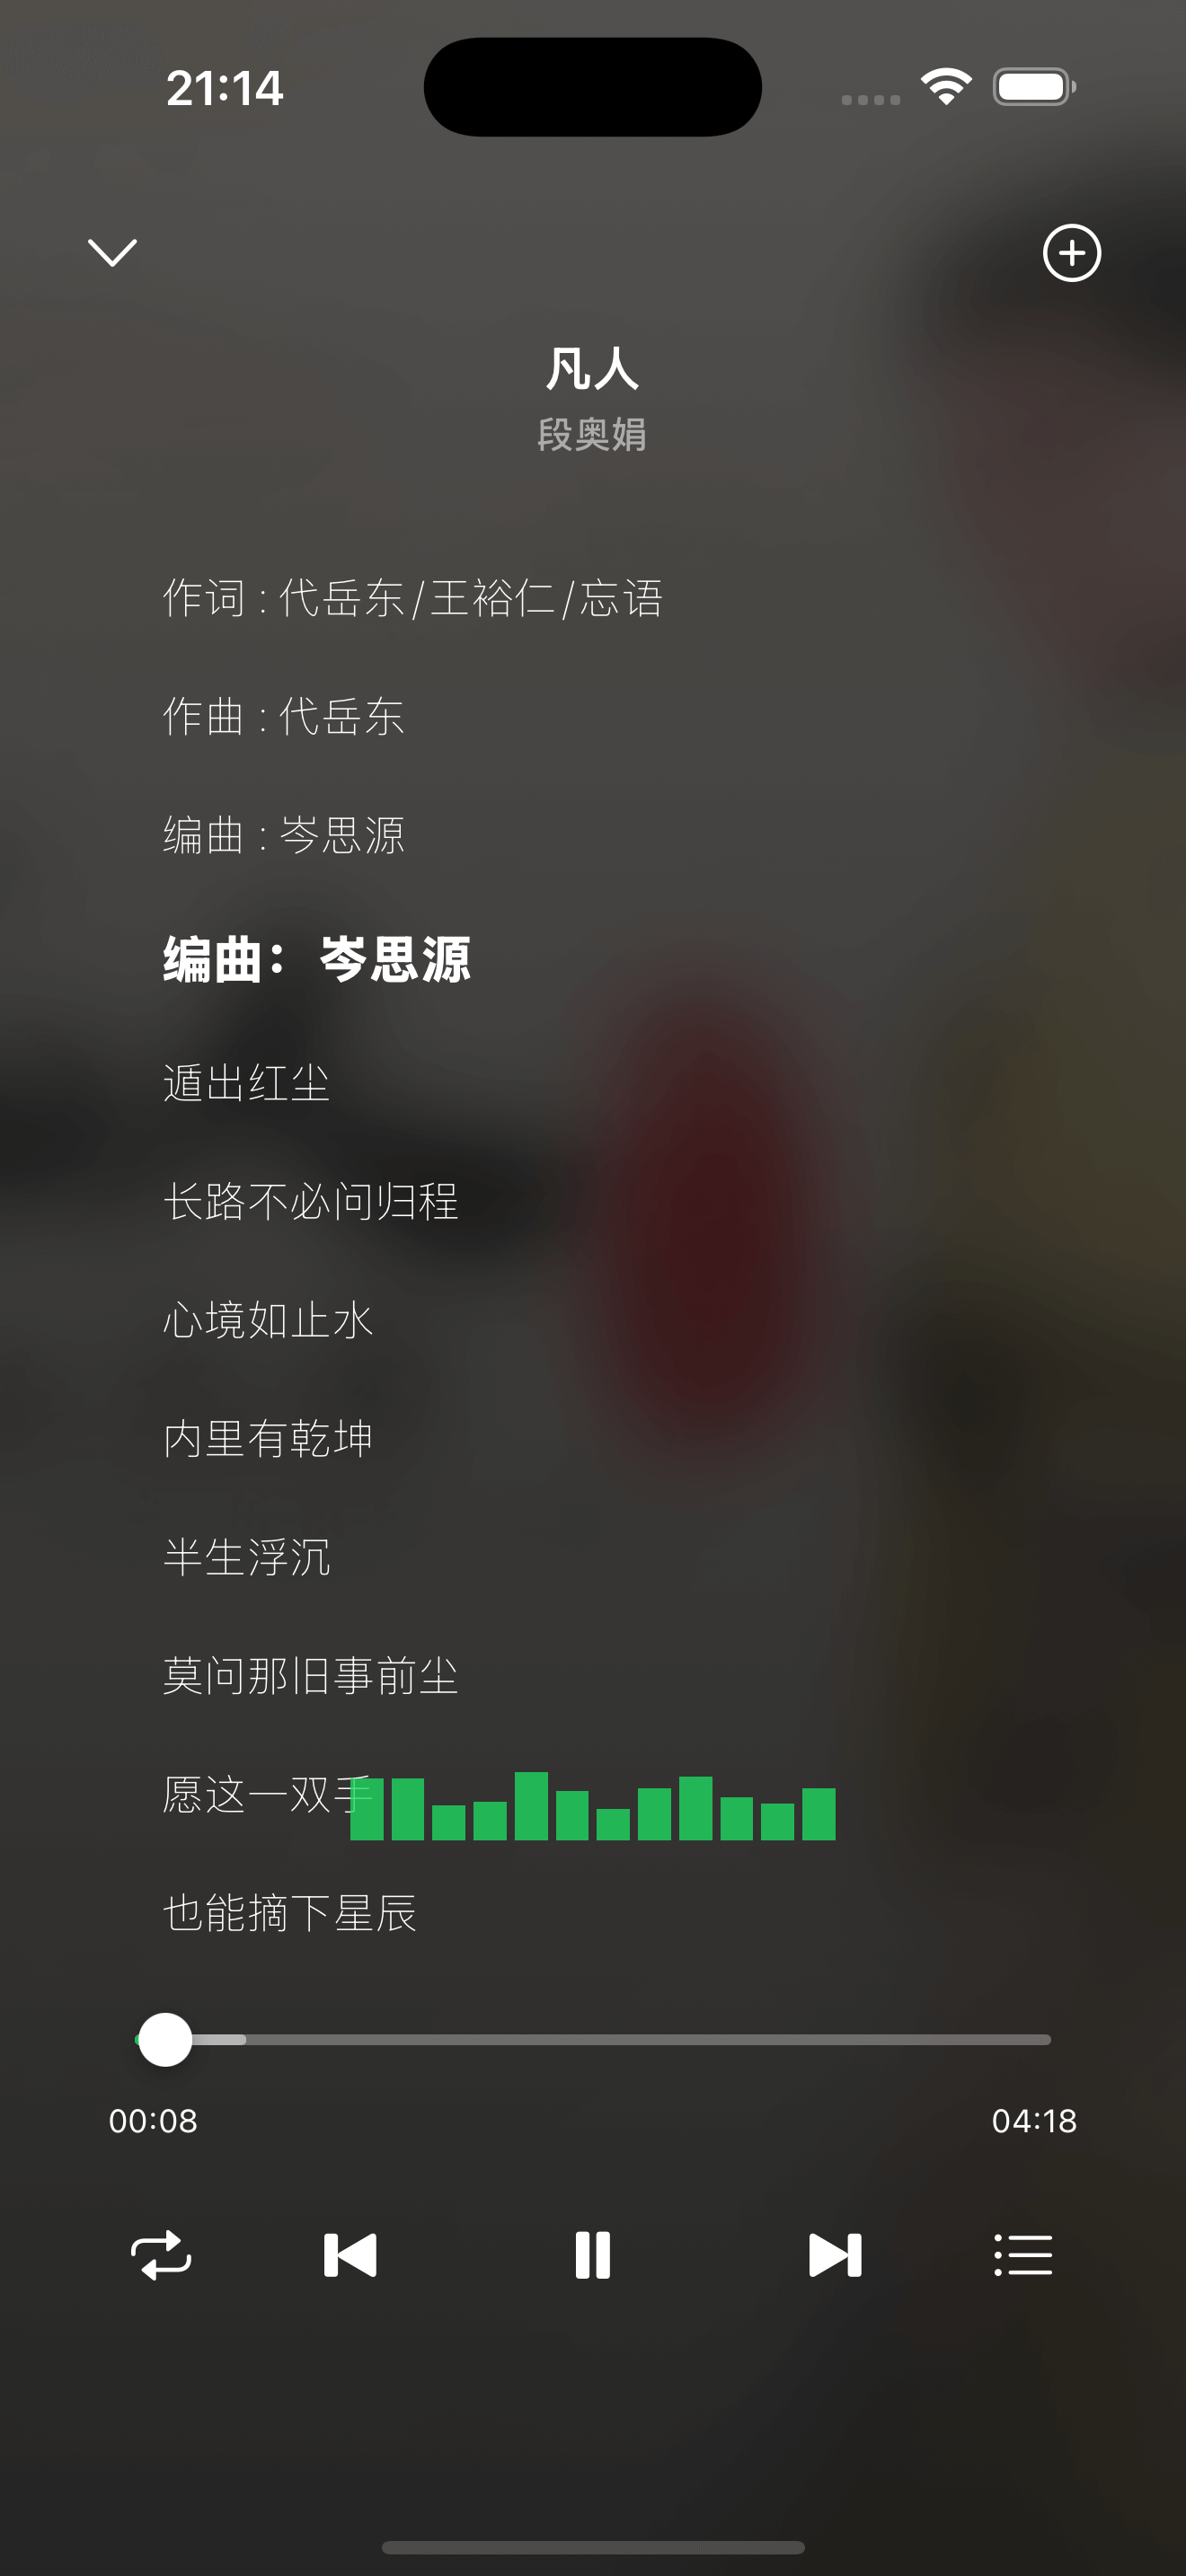 21:14
凡人
段奥娟
作词 : 代岳东/王裕仁/忘语
作曲 : 代岳东
编曲 : 岑思源
编曲： 岑思源
遁出红尘
长路不必问归程
心境如止水
内里有乾坤
半生浮沉
莫问那旧事前尘
愿这一双手
也能摘下星辰
00:08
04:18